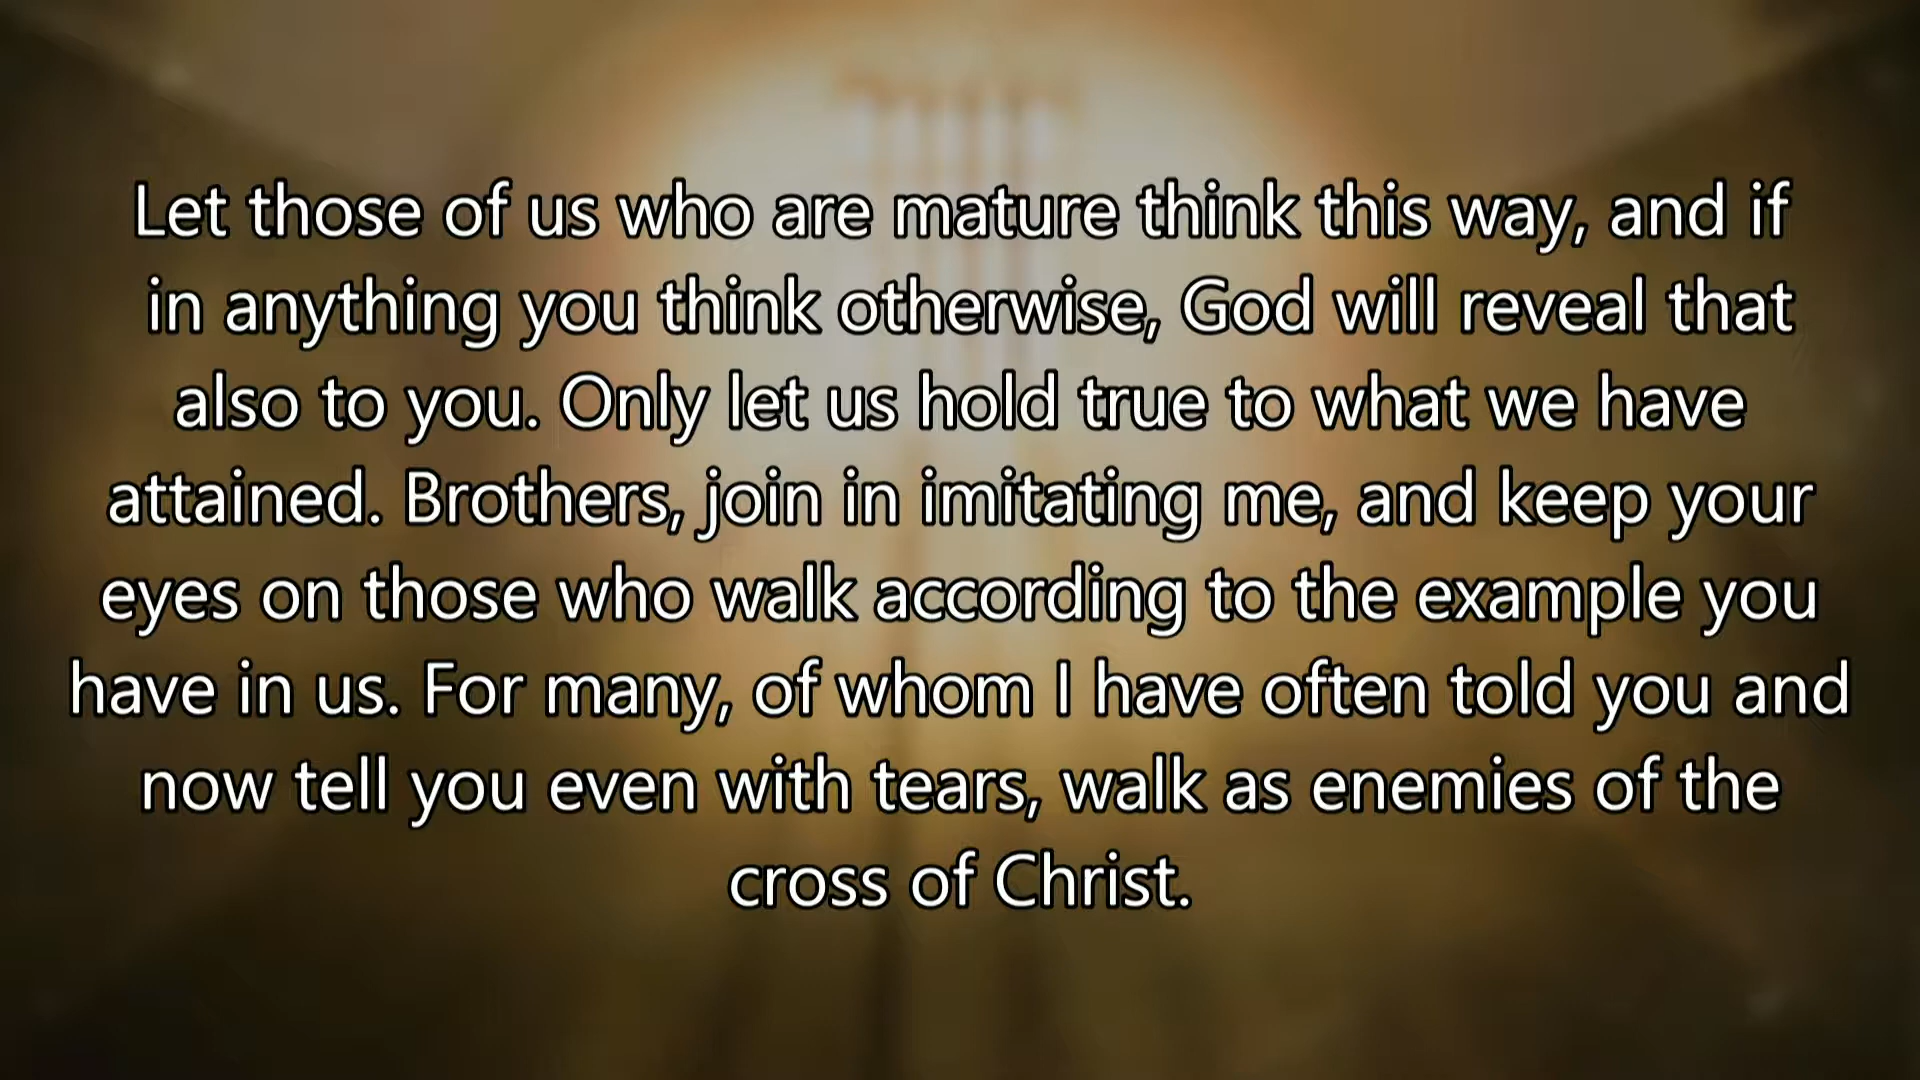 Let those of us who are mature think this way, and if
in anything you think otherwise, God will reveal that
also to you. Only let us hold true to what we have
attained. Brothers, join in imitating me, and keep your
eyes on those who walk according to the example you
have in us. For many, of whom I have often told you and
now tell you even with tears, walk as enemies of the
cross of Christ.